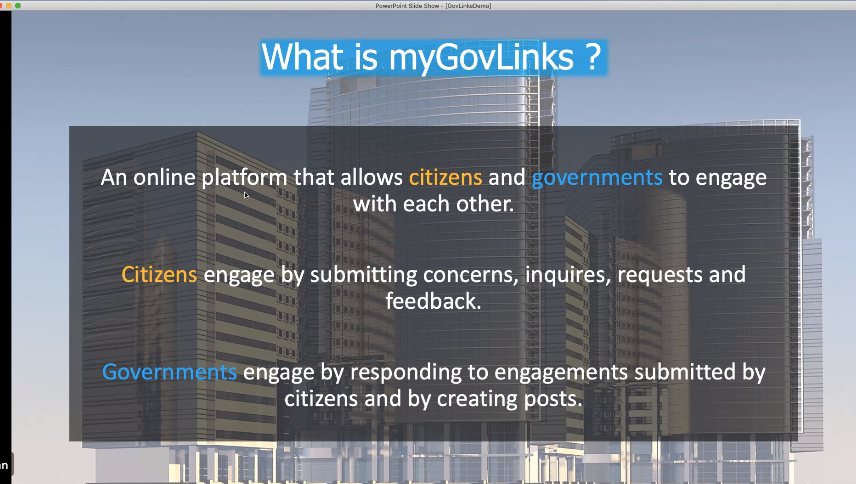 PowerPoint Slide Show - [GovLinksDemo]
What is myGovLinks ?
An online platform that allows citizens and governments to engage
with each other.
Citizens engage by submitting concerns, inquires, requests and
feedback.
Governments engage by responding to engagements submitted by
citizens and by creating posts.
an